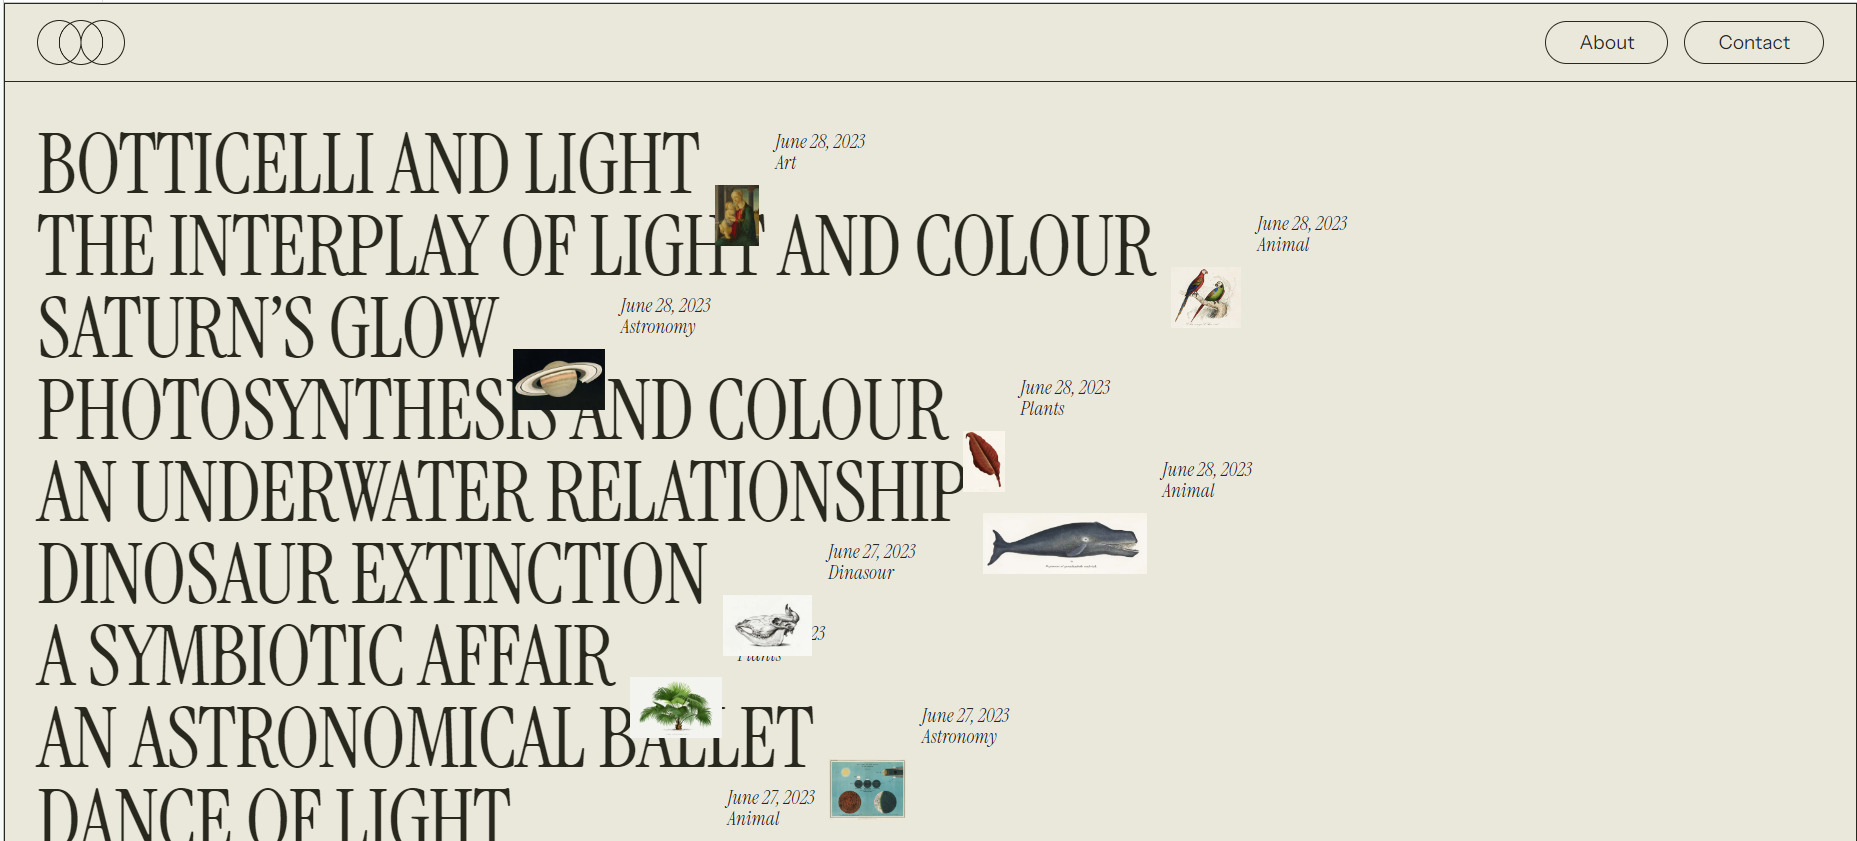 About
Contact
BOTTICELLI AND LIGHT
June 28, 2023
Art
THE INTERPLAY OF LIGHT AND COLOUR
June 28, 2023
Animal
SATURN’S GLOW
June 28, 2023
Astronomy
PHOTOSYNTHESIS AND COLOUR
June 28, 2023
Plants
AN UNDERWATER RELATIONSHIP
June 28, 2023
Animal
DINOSAUR EXTINCTION
June 27, 2023
Dinasour
A SYMBIOTIC AFFAIR
23
Plants
AN ASTRONOMICAL BALLET
June 27, 2023
Astronomy
DANCE OF LIGHT
June 27, 2023
Animal